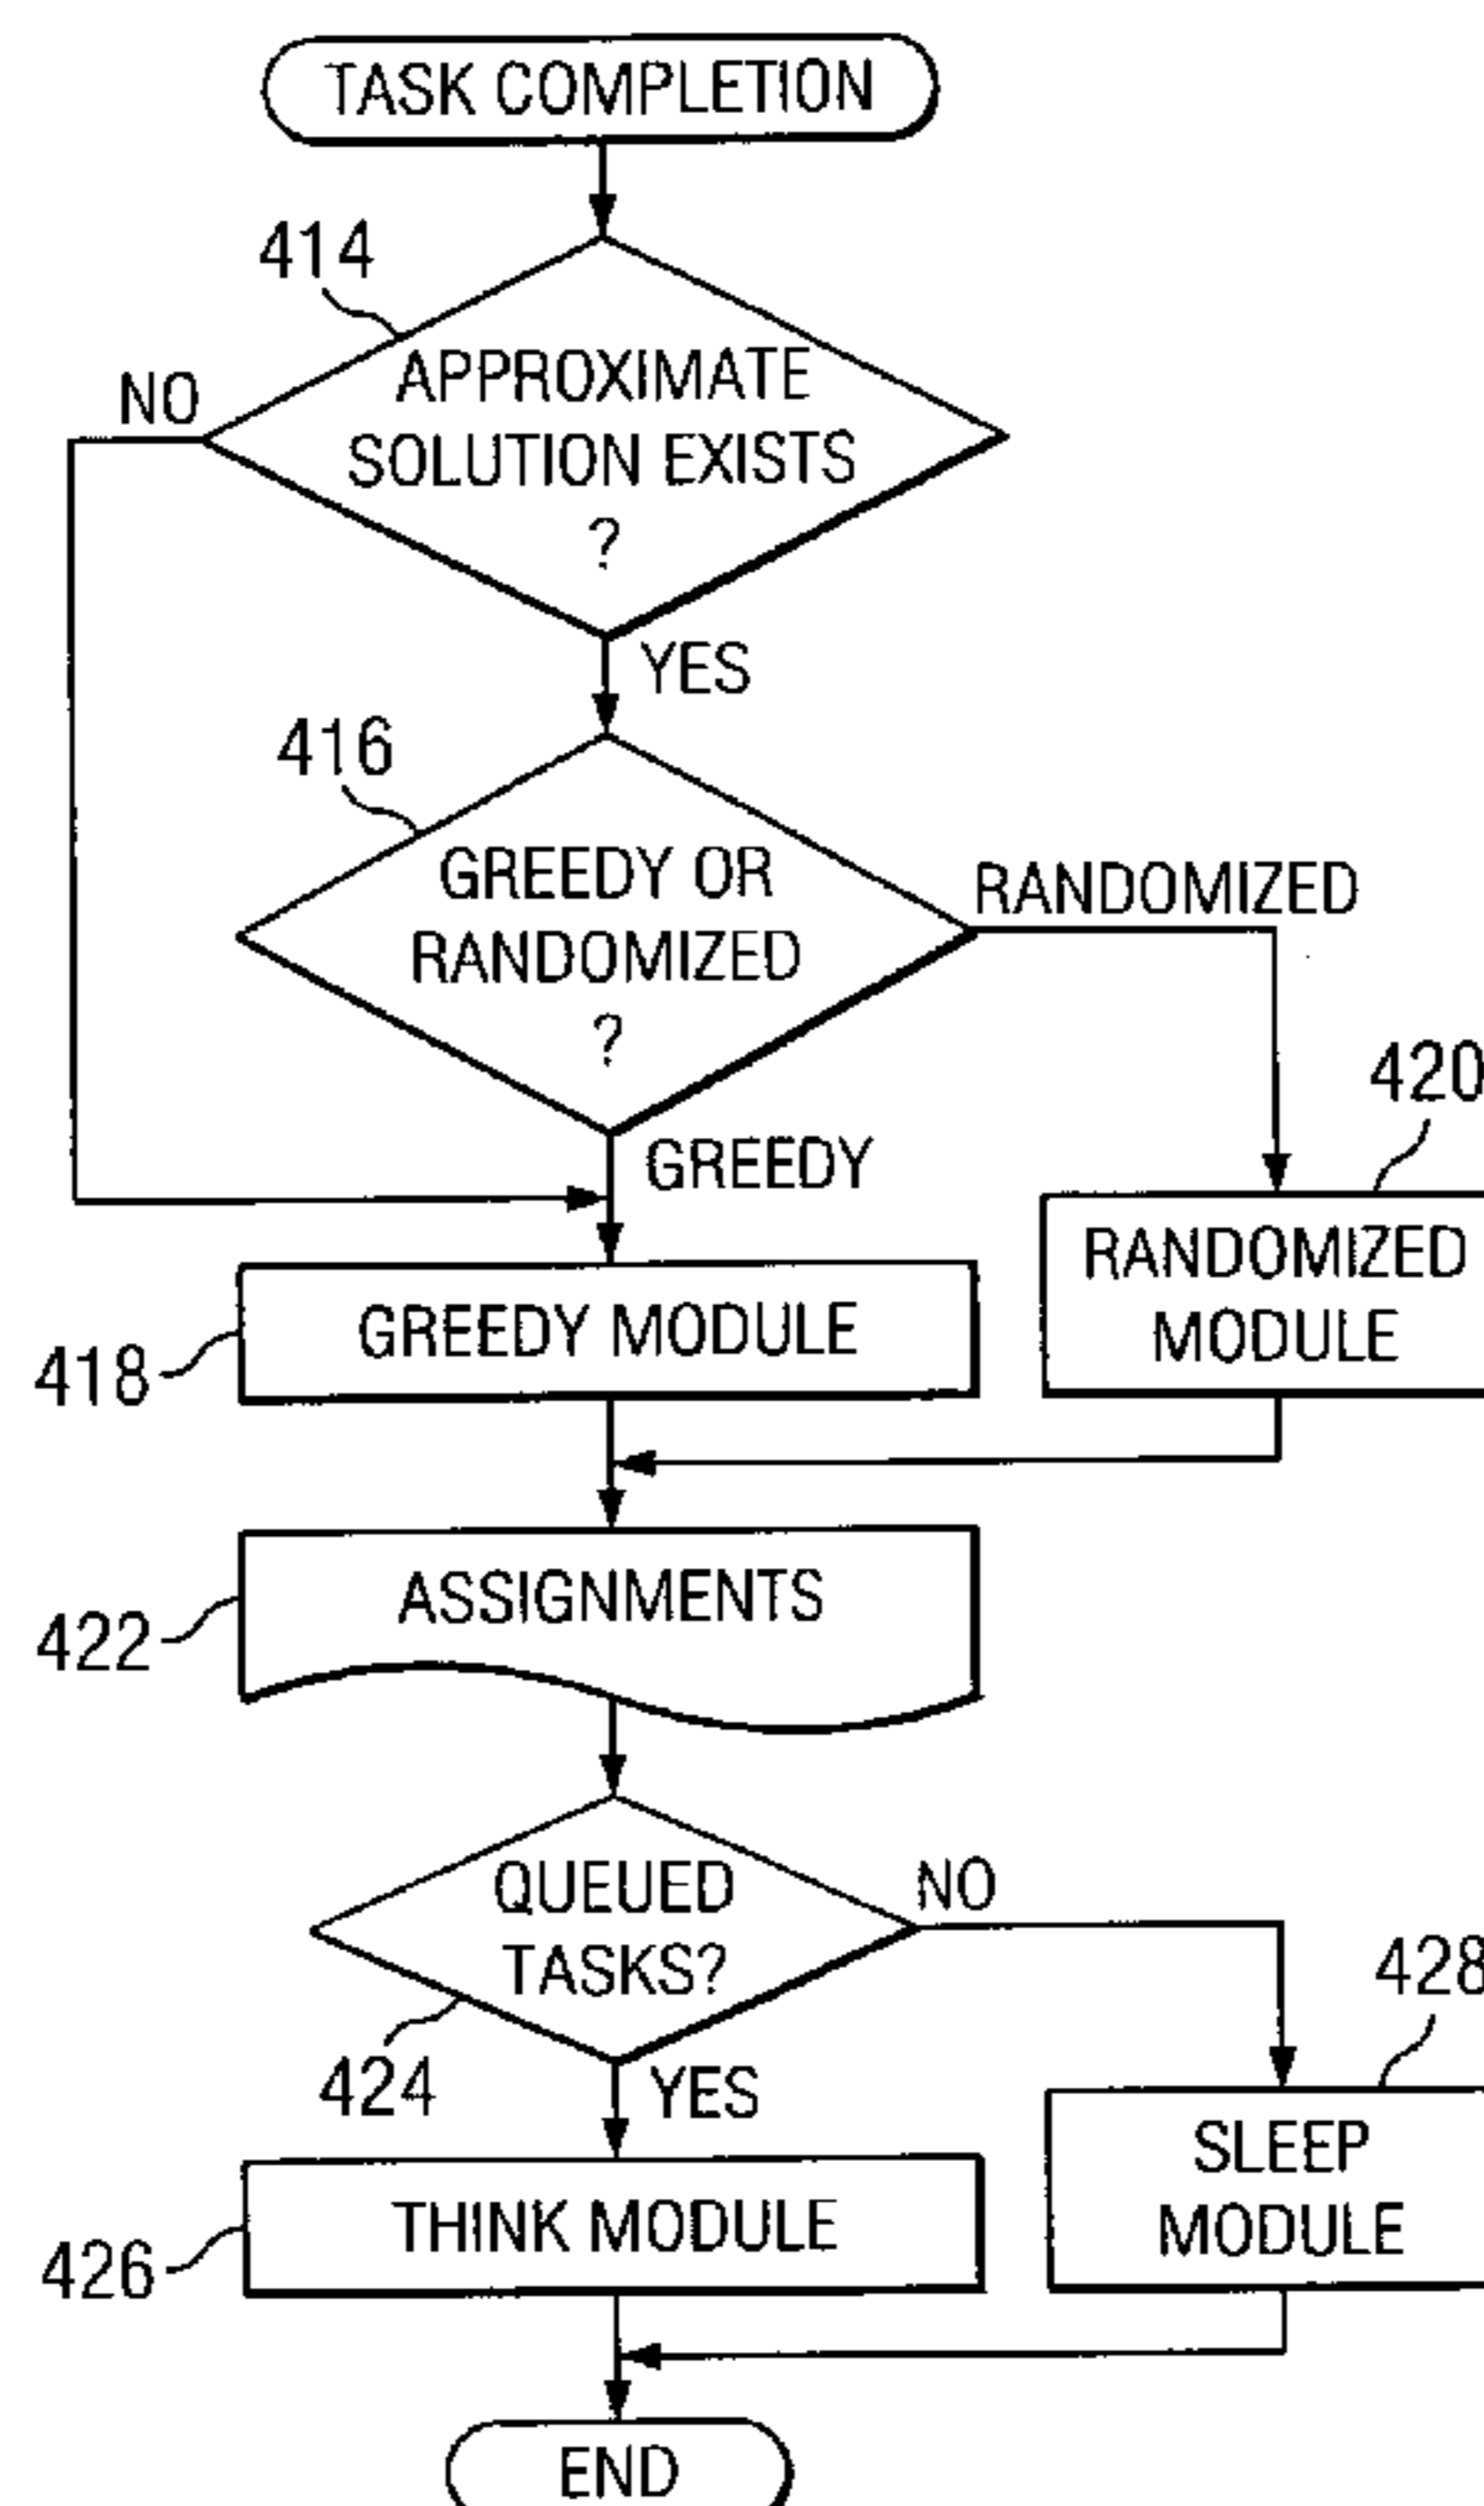 TASK COMPLETION
414
NO
APPROXIMATE
SOLUTION EXISTS
?
YES
416
GREEDY OR
RANDOMIZED
?
RANDOMIZED
420
GREEDY
RANDOMIZED
MODULE
GREEDY MODULE
418
ASSIGNMENTS
422
QUEUED
TASKS?
NO
424
YES
428
SLEEP
MODULE
THINK MODULE
426
END